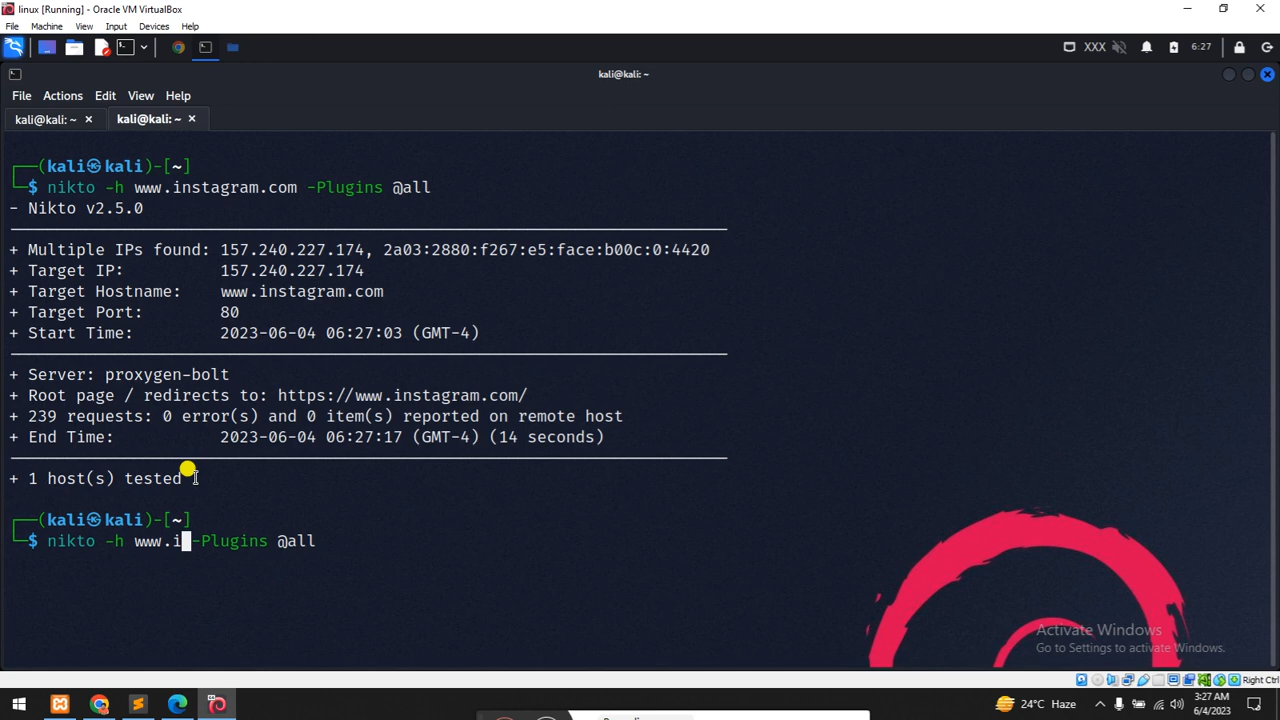 linux [Running] - Oracle VM VirtualBox
File Machine View Input Devices Help
XXX 6:27
kali@kali: ~
File Actions Edit View Help
kali@kali: ~ × kali@kali: ~ ×
┌──(kali㉿kali)-[~]
└─$ nikto -h www.instagram.com -Plugins @all
- Nikto v2.5.0
+ Multiple IPs found: 157.240.227.174, 2a03:2880:f267:e5:face:b00c:0:4420
+ Target IP: 157.240.227.174
+ Target Hostname: www.instagram.com
+ Target Port: 80
+ Start Time: 2023-06-04 06:27:03 (GMT-4)
+ Server: proxygen-bolt
+ Root page / redirects to: https://www.instagram.com/
+ 239 requests: 0 error(s) and 0 item(s) reported on remote host
+ End Time: 2023-06-04 06:27:17 (GMT-4) (14 seconds)
+ 1 host(s) tested
┌──(kali㉿kali)-[~]
└─$ nikto -h www.i -Plugins @all
Activate Windows
Go to Settings to activate Windows.
Right Ctrl
24°C Haze
3:27 AM
6/4/2023